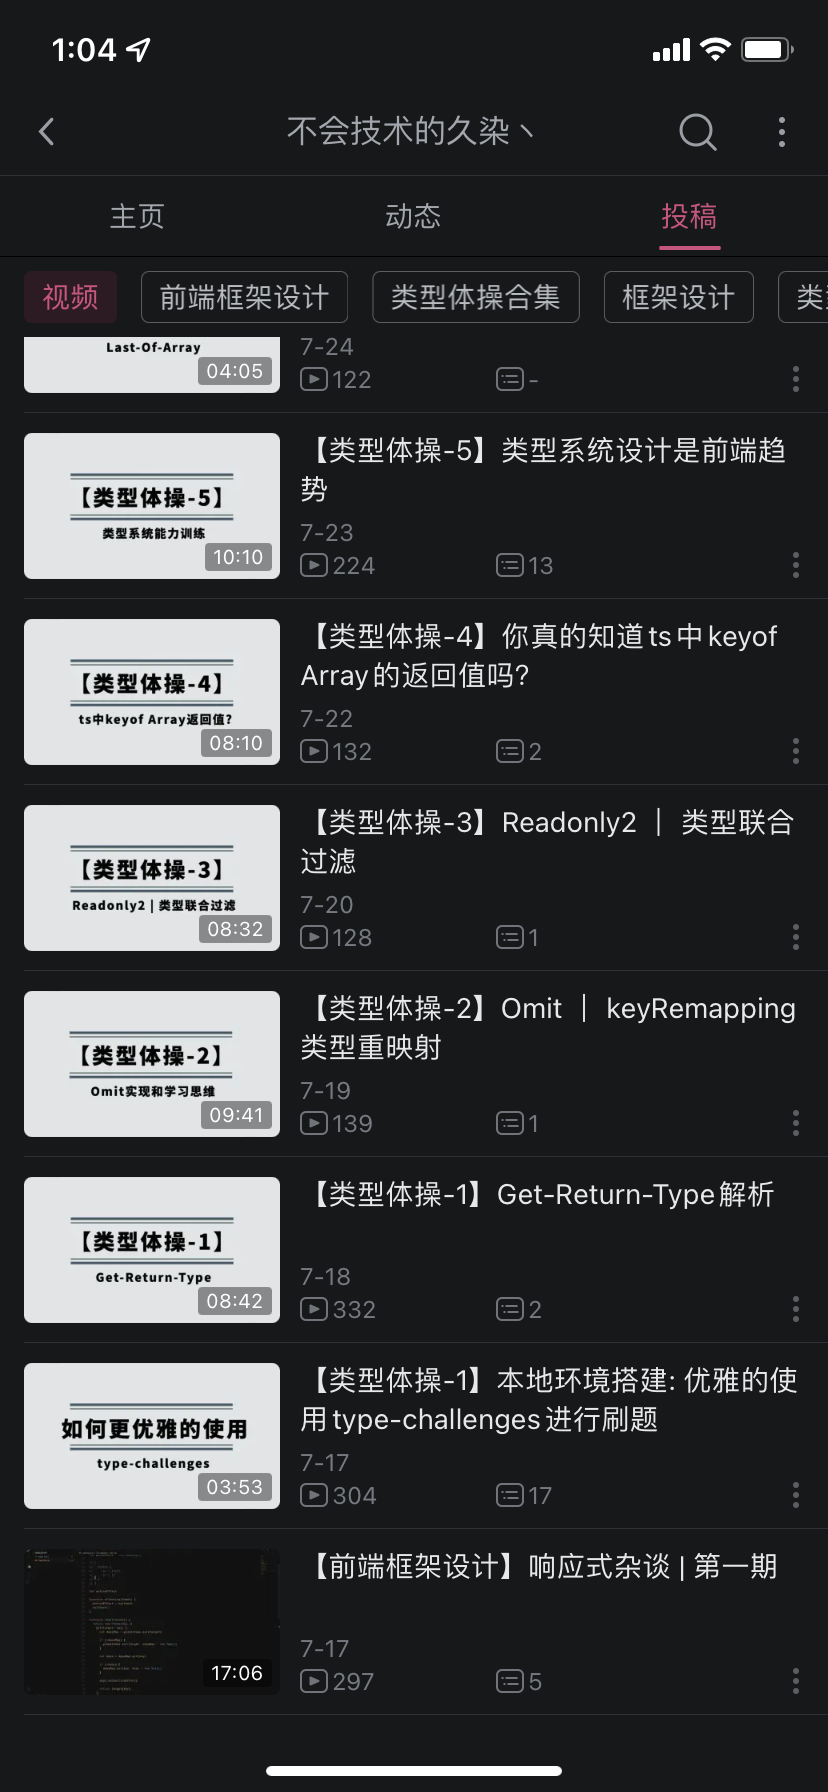 1:04
不会技术的久染丶
主页
动态
投稿
视频
前端框架设计
类型体操合集
框架设计
Last-Of-Array
04:05
7-24
122
-
【类型体操-5】
类型系统能力训练
10:10
【类型体操-5】类型系统设计是前端趋
势
7-23
224
13
【类型体操-4】
ts中keyof Array返回值?
08:10
【类型体操-4】你真的知道ts中keyof
Array的返回值吗?
7-22
132
2
【类型体操-3】
Readonly2 | 类型联合过滤
08:32
【类型体操-3】Readonly2 ｜ 类型联合
过滤
7-20
128
1
【类型体操-2】
Omit实现和学习思维
09:41
【类型体操-2】Omit ｜ keyRemapping
类型重映射
7-19
139
1
【类型体操-1】
Get-Return-Type
08:42
【类型体操-1】Get-Return-Type解析
7-18
332
2
如何更优雅的使用
type-challenges
03:53
【类型体操-1】本地环境搭建: 优雅的使
用type-challenges进行刷题
7-17
304
17
17:06
【前端框架设计】响应式杂谈 | 第一期
7-17
297
5